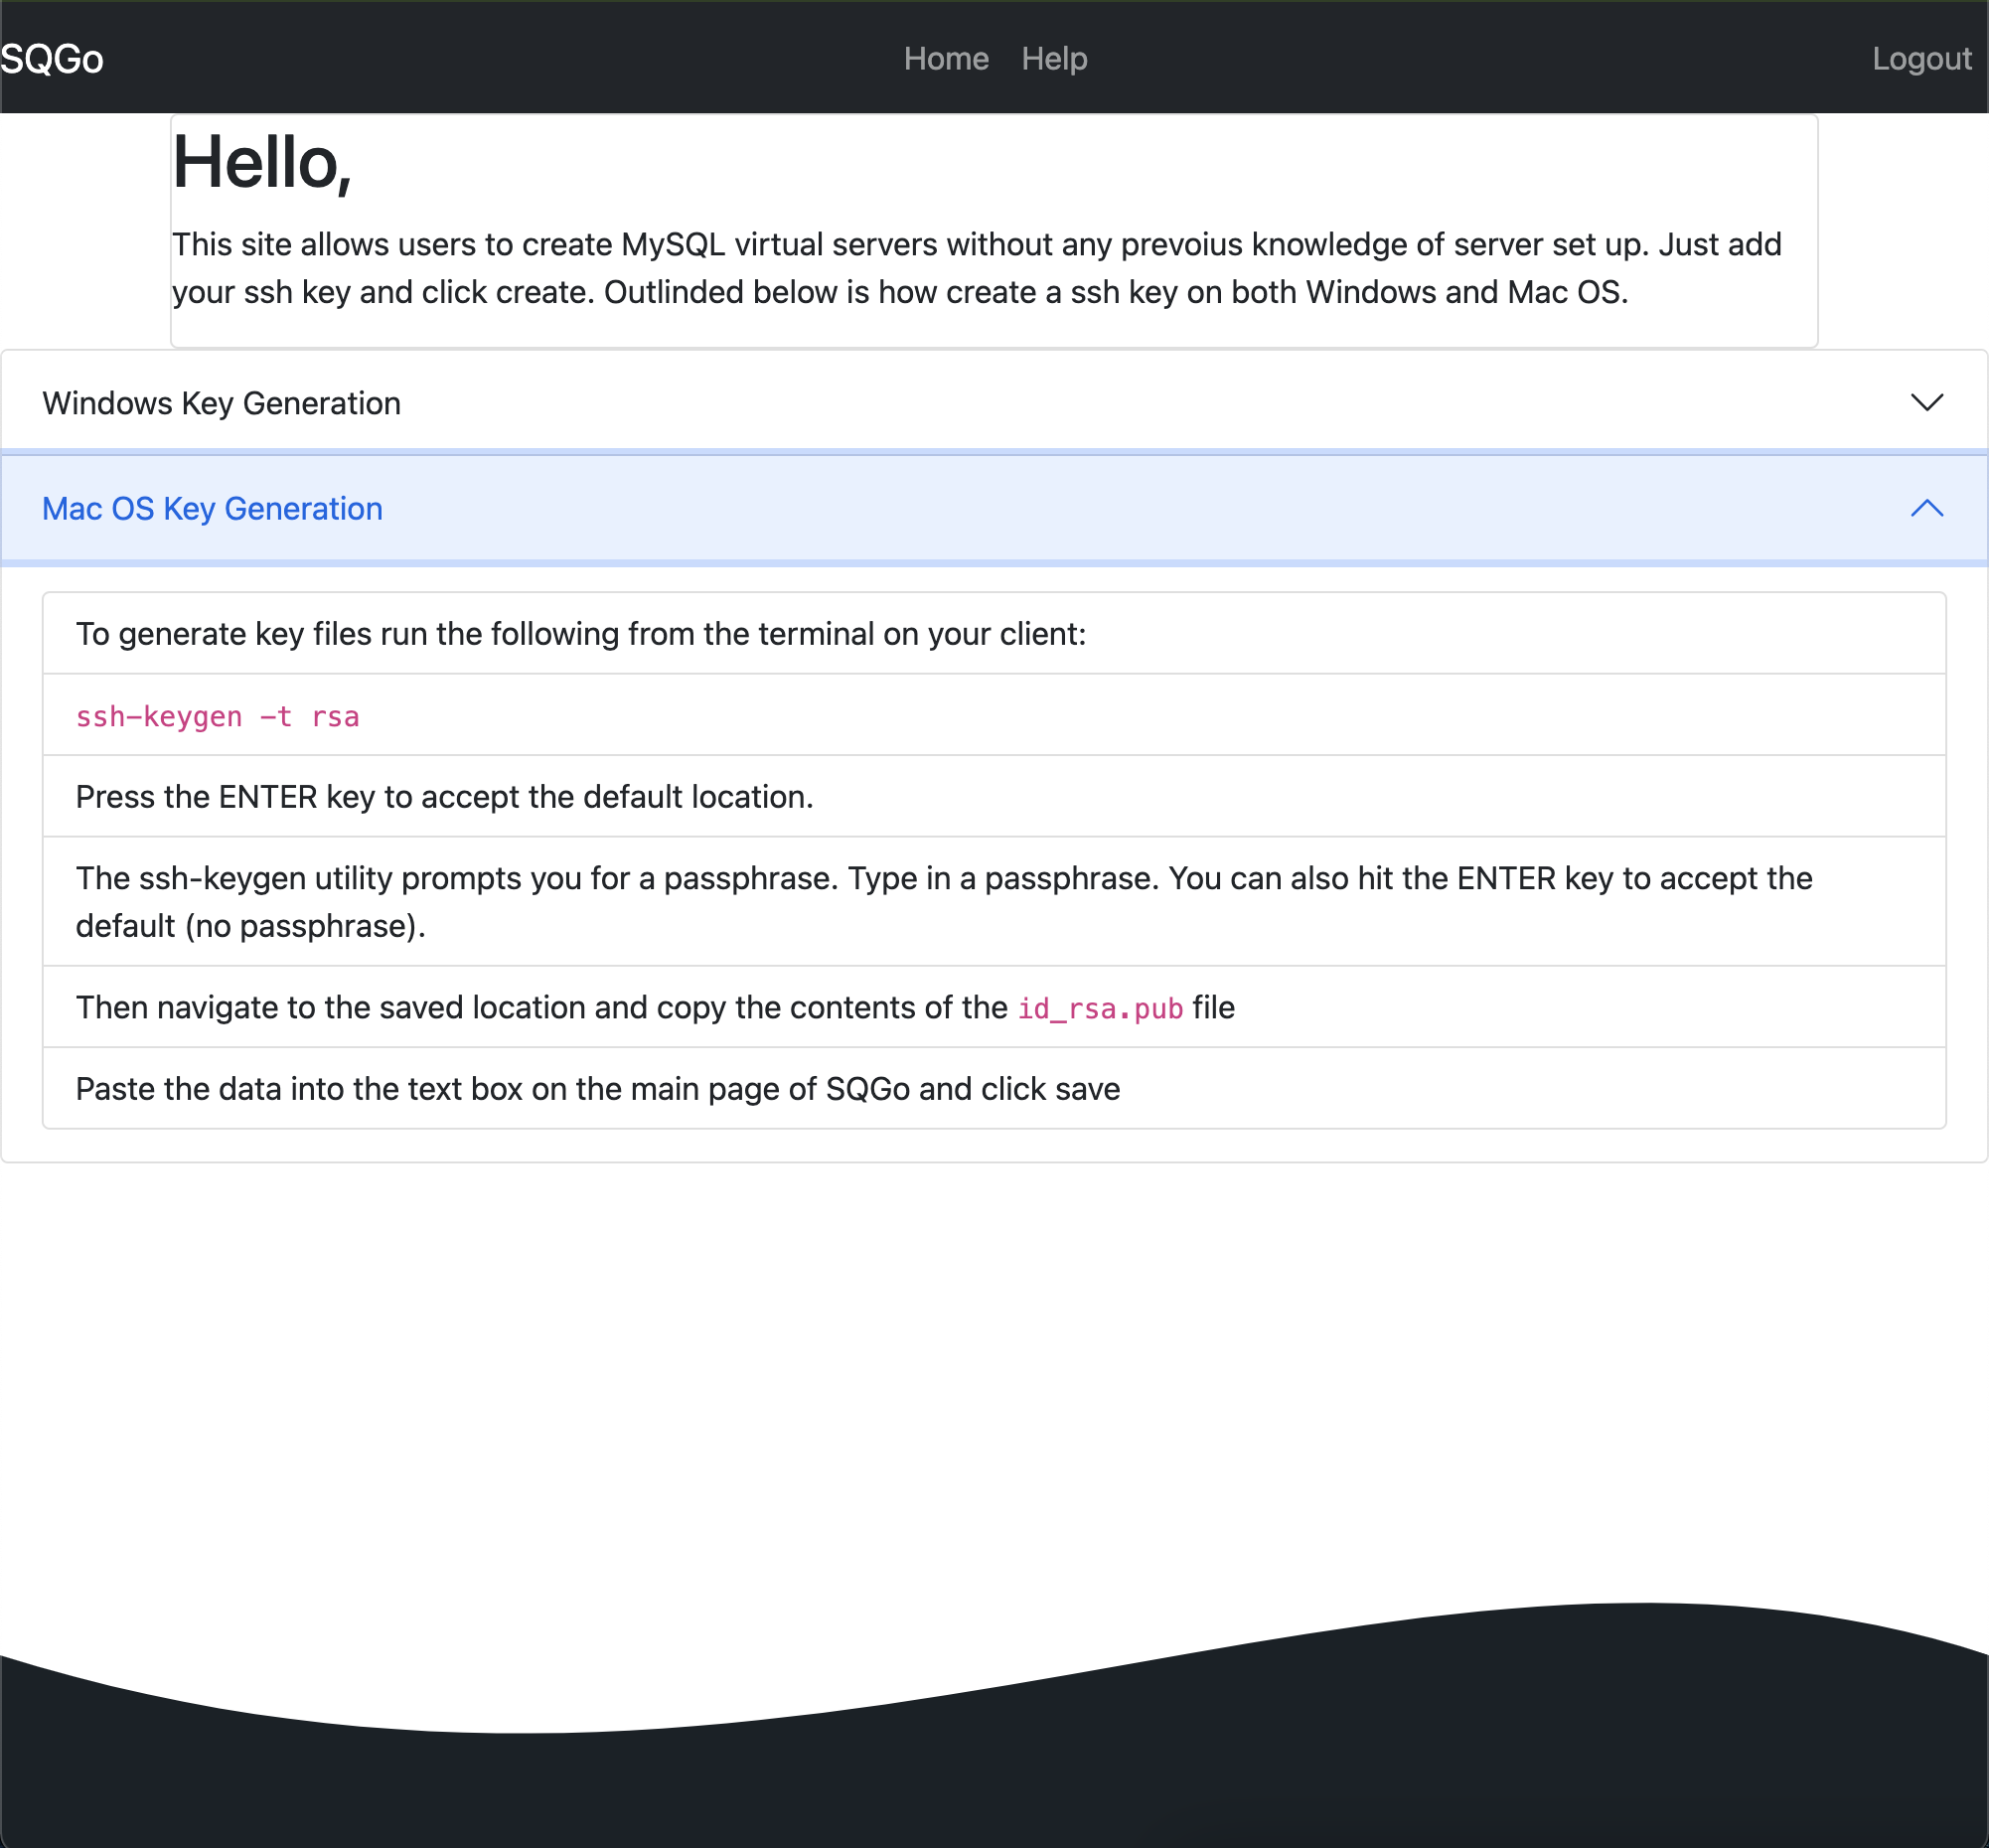 SQGo
Home Help
Logout
Hello,
This site allows users to create MySQL virtual servers without any prevoius knowledge of server set up. Just add
your ssh key and click create. Outlinded below is how create a ssh key on both Windows and Mac OS.
Windows Key Generation
Mac OS Key Generation
To generate key files run the following from the terminal on your client:
ssh-keygen -t rsa
Press the ENTER key to accept the default location.
The ssh-keygen utility prompts you for a passphrase. Type in a passphrase. You can also hit the ENTER key to accept the
default (no passphrase).
Then navigate to the saved location and copy the contents of the id_rsa.pub file
Paste the data into the text box on the main page of SQGo and click save